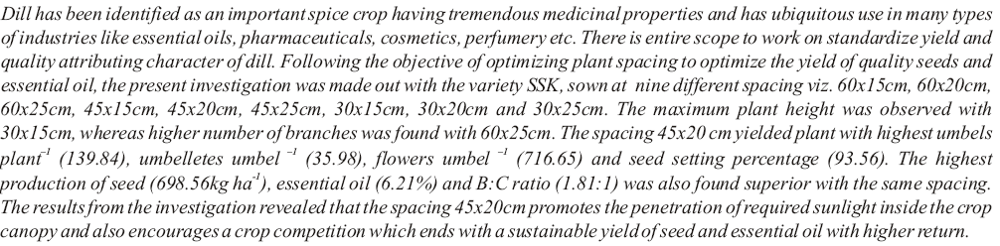 Dill has been identified as an important spice crop having tremendous medicinal properties and has ubiquitous use in many types
of industries like essential oils, pharmaceuticals, cosmetics, perfumery etc. There is entire scope to work on standardize yield and
quality attributing character of dill. Following the objective of optimizing plant spacing to optimize the yield of quality seeds and
essential oil, the present investigation was made out with the variety SSK, sown at nine different spacing viz. 60x15cm, 60x20cm,
60x25cm, 45x15cm, 45x20cm, 45x25cm, 30x15cm, 30x20cm and 30x25cm. The maximum plant height was observed with
30x15cm, whereas higher number of branches was found with 60x25cm. The spacing 45x20 cm yielded plant with highest umbels
plant⁻¹ (139.84), umbelletes umbel ⁻¹ (35.98), flowers umbel ⁻¹ (716.65) and seed setting percentage (93.56). The highest
production of seed (698.56kg ha⁻¹), essential oil (6.21%) and B:C ratio (1.81:1) was also found superior with the same spacing.
The results from the investigation revealed that the spacing 45x20cm promotes the penetration of required sunlight inside the crop
canopy and also encourages a crop competition which ends with a sustainable yield of seed and essential oil with higher return.